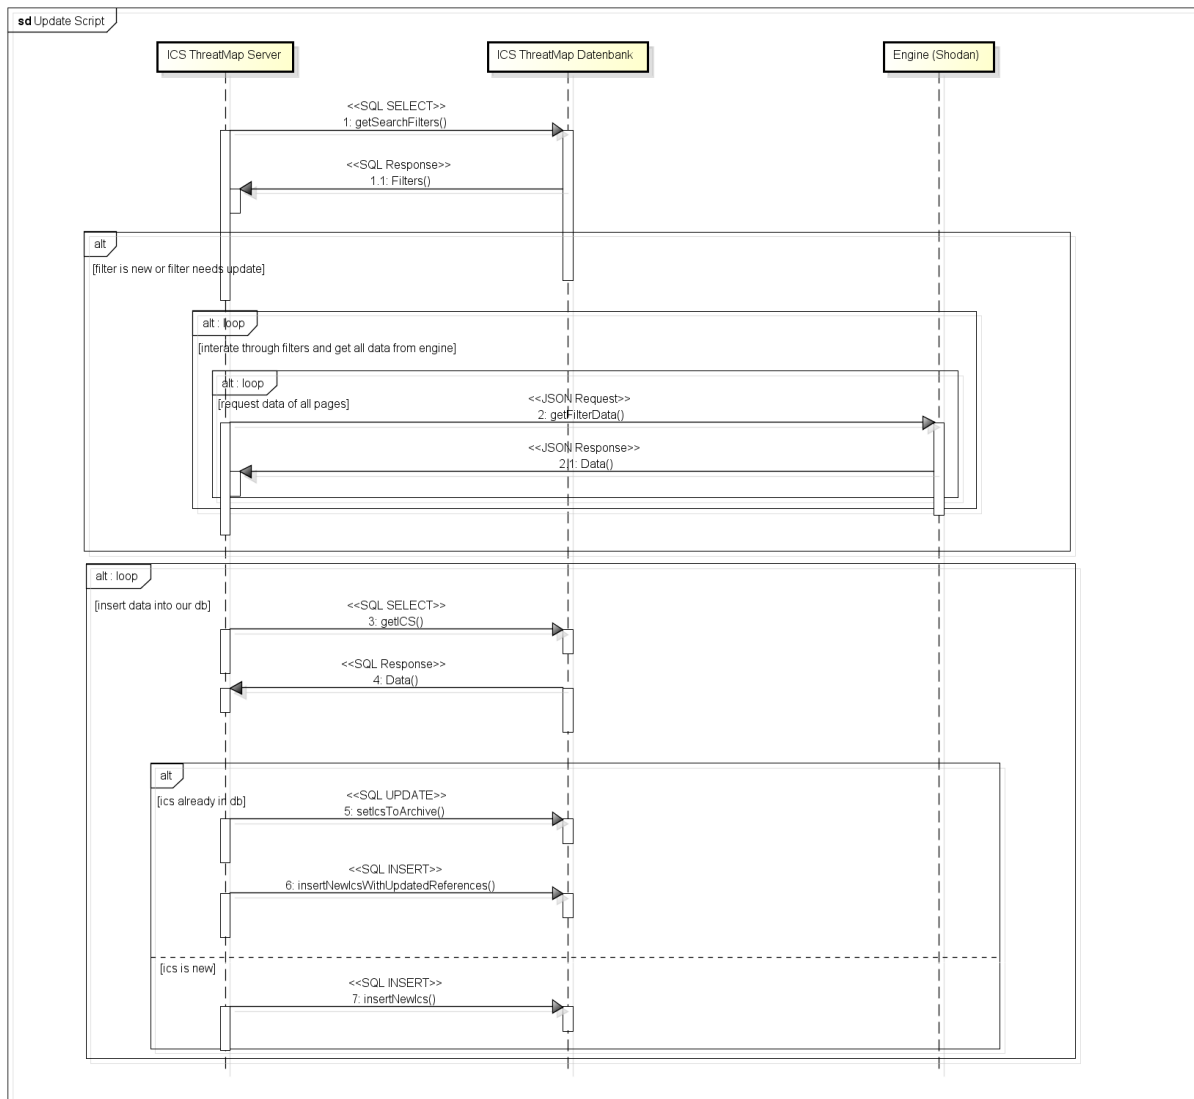 sd Update Script
ICS ThreatMap Server
ICS ThreatMap Datenbank
Engine (Shodan)
<<SQL SELECT>>
1: getSearchFilters()
<<SQL Response>>
1.1: Filters()
alt
[filter is new or filter needs update]
alt : loop
[interate through filters and get all data from engine]
alt : loop
[request data of all pages]
<<JSON Request>>
2: getFilterData()
<<JSON Response>>
2.1: Data()
alt : loop
[insert data into our db]
<<SQL SELECT>>
3: getICS()
<<SQL Response>>
4: Data()
alt
[ics already in db]
<<SQL UPDATE>>
5: setIcsToArchive()
<<SQL INSERT>>
6: insertNewIcsWithUpdatedReferences()
[ics is new]
<<SQL INSERT>>
7: insertNewIcs()